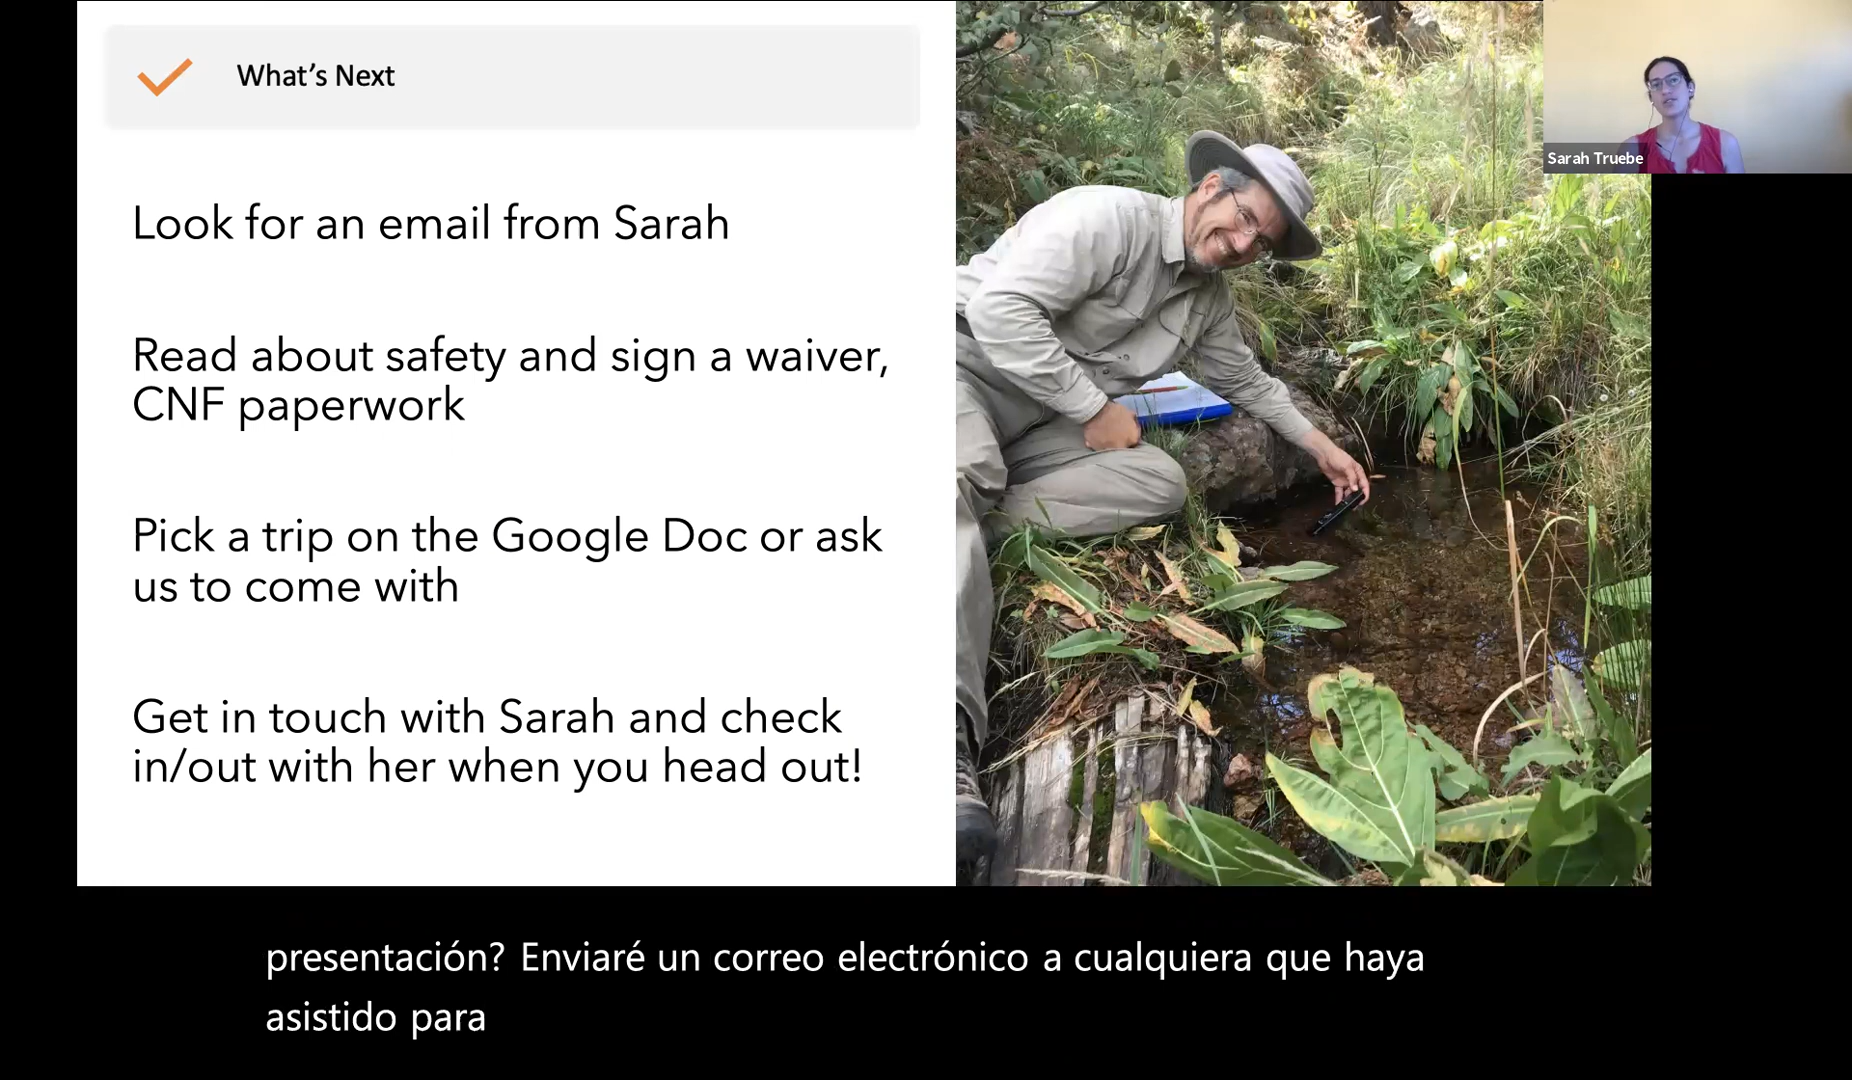 What’s Next
Look for an email from Sarah
Read about safety and sign a waiver,
CNF paperwork
Pick a trip on the Google Doc or ask
us to come with
Get in touch with Sarah and check
in/out with her when you head out!
Sarah Truebe
presentación? Enviaré un correo electrónico a cualquiera que haya
asistido para